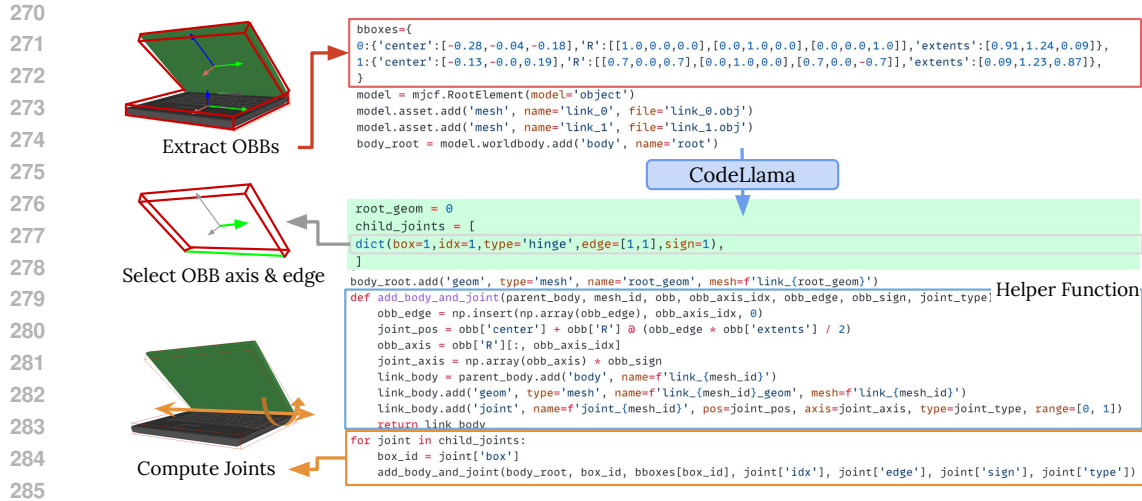 270
271
272
273
274
275
276
277
278
279
280
281
282
283
284
285
Extract OBBs
bboxes={
0:{'center':[-0.28,-0.04,-0.18],'R':[[1.0,0.0,0.0],[0.0,1.0,0.0],[0.0,0.0,1.0]],'extents':[0.91,1.24,0.09]},
1:{'center':[-0.13,-0.0,0.19],'R':[[0.7,0.0,0.7],[0.0,1.0,0.0],[0.7,0.0,-0.7]],'extents':[0.09,1.23,0.87]},
}
model = mjcf.RootElement(model='object')
model.asset.add('mesh', name='link_0', file='link_0.obj')
model.asset.add('mesh', name='link_1', file='link_1.obj')
body_root = model.worldbody.add('body', name='root')
CodeLlama
Select OBB axis & edge
root_geom = 0
child_joints = [
dict(box=1,idx=1,type='hinge',edge=[1,1],sign=1),
]
body_root.add('geom', type='mesh', name='root_geom', mesh=f'link_{root_geom}')
Helper Function
def add_body_and_joint(parent_body, mesh_id, obb, obb_axis_idx, obb_edge, obb_sign, joint_type)
obb_edge = np.insert(np.array(obb_edge), obb_axis_idx, 0)
joint_pos = obb['center'] + obb['R'] @ (obb_edge * obb['extents'] / 2)
obb_axis = obb['R'][:, obb_axis_idx]
joint_axis = np.array(obb_axis) * obb_sign
link_body = parent_body.add('body', name=f'link_{mesh_id}')
link_body.add('geom', type='mesh', name=f'link_{mesh_id}_geom', mesh=f'link_{mesh_id}')
link_body.add('joint', name=f'joint_{mesh_id}', pos=joint_pos, axis=joint_axis, type=joint_type, range=[0, 1])
return link_body
Compute Joints
for joint in child_joints:
box_id = joint['box']
add_body_and_joint(body_root, box_id, bboxes[box_id], joint['idx'], joint['edge'], joint['sign'], joint['type'])